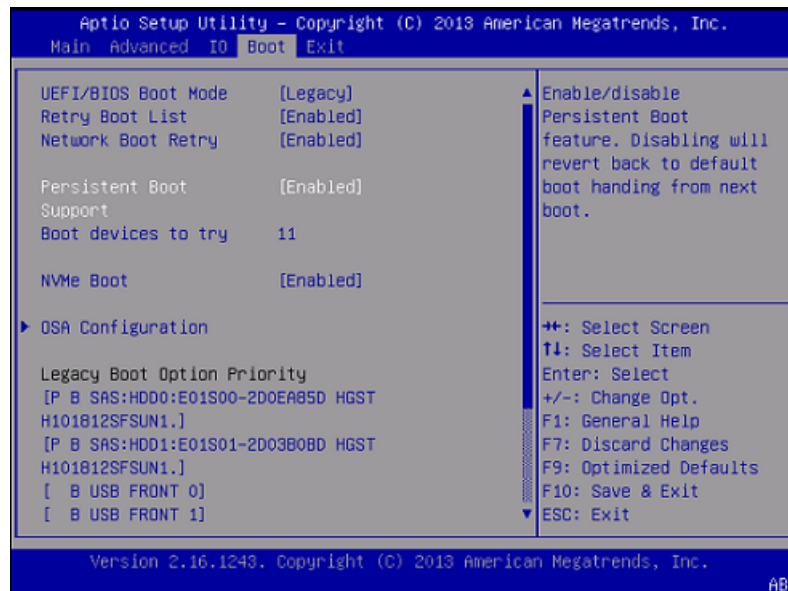 Aptio Setup Utility – Copyright (C) 2013 American Megatrends, Inc.
Main Advanced IO Boot Exit
UEFI/BIOS Boot Mode [Legacy]
Retry Boot List [Enabled]
Network Boot Retry [Enabled]
Persistent Boot [Enabled]
Support
Boot devices to try 11
NVMe Boot [Enabled]
OSA Configuration
Legacy Boot Option Priority
[P B SAS:HDD0:E01S00-2D0EA85D HGST
H101812SFSUN1.]
[P B SAS:HDD1:E01S01-2D03B0BD HGST
H101812SFSUN1.]
[ B USB FRONT 0]
[ B USB FRONT 1]
Enable/disable
Persistent Boot
feature. Disabling will
revert back to default
boot handing from next
boot.
→←: Select Screen
↑↓: Select Item
Enter: Select
+/-: Change Opt.
F1: General Help
F7: Discard Changes
F9: Optimized Defaults
F10: Save & Exit
ESC: Exit
Version 2.16.1243. Copyright (C) 2013 American Megatrends, Inc.
AB